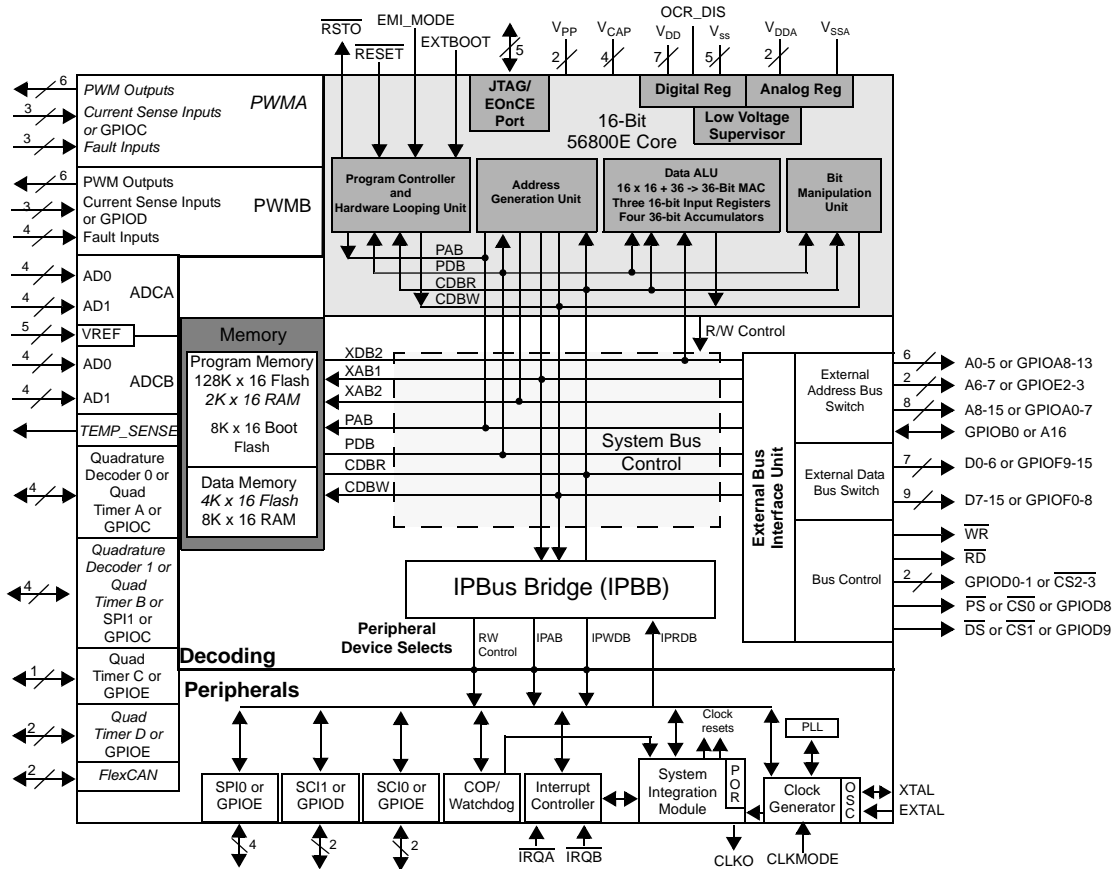 RSTO
EMI_MODE
RESET
EXTBOOT
5
VPP
2
VCAP
4
OCR_DIS
VDD
7
Vss
5
VDDA
2
VSSA
6
PWM Outputs
PWMA
3
Current Sense Inputs
or GPIOC
3
Fault Inputs
6
PWM Outputs
PWMB
3
Current Sense Inputs
or GPIOD
4
Fault Inputs
JTAG/
EOnCE
Port
16-Bit
56800E Core
Digital Reg
Analog Reg
Low Voltage
Supervisor
Program Controller
and
Hardware Looping Unit
Address
Generation Unit
Data ALU
16 x 16 + 36 -> 36-Bit MAC
Three 16-bit Input Registers
Four 36-bit Accumulators
Bit
Manipulation
Unit
PAB
PDB
CDBR
CDBW
4
AD0
ADCA
4
AD1
5
VREF
4
AD0
ADCB
4
AD1
TEMP_SENSE
4
Quadrature
Decoder 0 or
Quad
Timer A or
GPIOC
4
Quadrature
Decoder 1 or
Quad
Timer B or
SPI1 or
GPIOC
1
Quad
Timer C or
GPIOE
2
Quad
Timer D or
GPIOE
2
FlexCAN
Memory
Program Memory
128K x 16 Flash
2K x 16 RAM
8K x 16 Boot
Flash
Data Memory
4K x 16 Flash
8K x 16 RAM
R/W Control
XDB2
XAB1
XAB2
PAB
PDB
CDBR
CDBW
System Bus
Control
External Bus
Interface Unit
External
Address Bus
Switch
External Data
Bus Switch
Bus Control
6
A0-5 or GPIOA8-13
2
A6-7 or GPIOE2-3
8
A8-15 or GPIOA0-7
GPIOB0 or A16
7
D0-6 or GPIOF9-15
9
D7-15 or GPIOF0-8
WR
RD
2
GPIOD0-1 or CS2-3
PS or CS0 or GPIOD8
DS or CS1 or GPIOD9
IPBus Bridge (IPBB)
Peripheral
Device Selects
RW
Control
IPAB
IPWDB
IPRDB
Decoding
Peripherals
Clock
resets
PLL
SPI0 or
GPIOE
SCI1 or
GPIOD
SCI0 or
GPIOE
COP/
Watchdog
Interrupt
Controller
System
Integration
Module
POR
Clock
Generator
OSC
XTAL
EXTAL
4
2
2
IRQA
IRQB
CLKO
CLKMODE